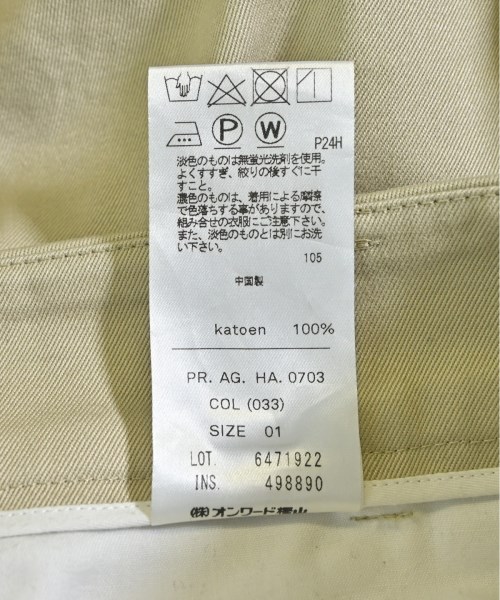 P W P24H
淡色のものは無蛍光洗剤を使用。
よくすすぎ、絞りの後すぐに干
すこと。
濃色のものは、着用による摩擦
で色落ちする事がありますので、
組み合せの衣服にご注意下さい。
また、淡色のものとは別にお洗
い下さい。
105
中国製
katoen 100%
PR. AG. HA. 0703
COL (033)
SIZE 01
LOT. 6471922
INS. 498890
㈱オンワード樫山